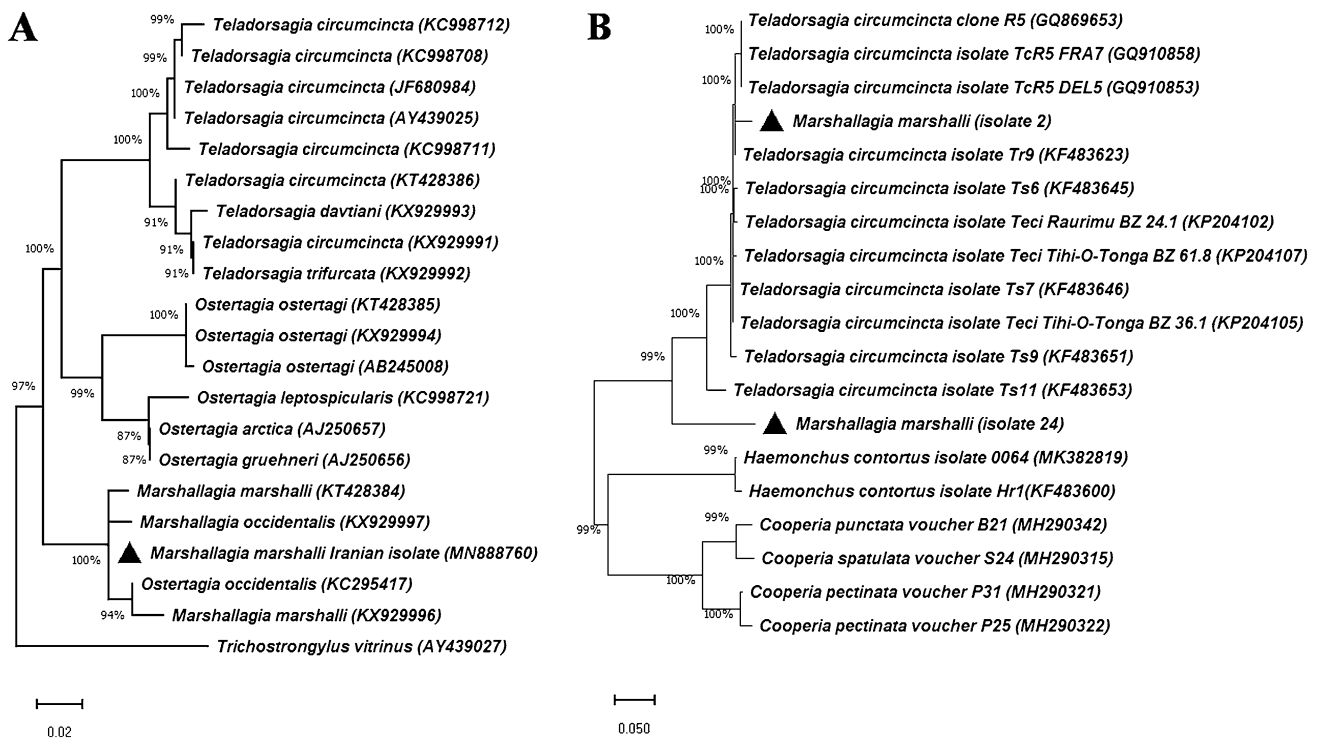 A
99%
Teladorsagia circumcincta (KC998712)
99%
Teladorsagia circumcincta (KC998708)
100%
Teladorsagia circumcincta (JF680984)
Teladorsagia circumcincta (AY439025)
100%
Teladorsagia circumcincta (KC998711)
Teladorsagia circumcincta (KT428386)
91%
Teladorsagia davtiani (KX929993)
91%
Teladorsagia circumcincta (KX929991)
91%
Teladorsagia trifurcata (KX929992)
100%
Ostertagia ostertagi (KT428385)
100%
Ostertagia ostertagi (KX929994)
Ostertagia ostertagi (AB245008)
97%
99%
Ostertagia leptospicularis (KC998721)
87%
Ostertagia arctica (AJ250657)
87%
Ostertagia gruehneri (AJ250656)
Marshallagia marshalli (KT428384)
Marshallagia occidentalis (KX929997)
100%
Marshallagia marshalli Iranian isolate (MN888760)
Ostertagia occidentalis (KC295417)
94%
Marshallagia marshalli (KX929996)
Trichostrongylus vitrinus (AY439027)
0.02
B
100%
Teladorsagia circumcincta clone R5 (GQ869653)
Teladorsagia circumcincta isolate TcR5 FRA7 (GQ910858)
100%
Teladorsagia circumcincta isolate TcR5 DEL5 (GQ910853)
Marshallagia marshalli (isolate 2)
Teladorsagia circumcincta isolate Tr9 (KF483623)
100%
100%
Teladorsagia circumcincta isolate Ts6 (KF483645)
Teladorsagia circumcincta isolate Teci Raurimu BZ 24.1 (KP204102)
100%
Teladorsagia circumcincta isolate Teci Tihi-O-Tonga BZ 61.8 (KP204107)
Teladorsagia circumcincta isolate Ts7 (KF483646)
100%
Teladorsagia circumcincta isolate Teci Tihi-O-Tonga BZ 36.1 (KP204105)
99%
Teladorsagia circumcincta isolate Ts9 (KF483651)
Teladorsagia circumcincta isolate Ts11 (KF483653)
Marshallagia marshalli (isolate 24)
99%
Haemonchus contortus isolate 0064 (MK382819)
Haemonchus contortus isolate Hr1(KF483600)
99%
99%
Cooperia punctata voucher B21 (MH290342)
Cooperia spatulata voucher S24 (MH290315)
100%
Cooperia pectinata voucher P31 (MH290321)
100%
Cooperia pectinata voucher P25 (MH290322)
0.050